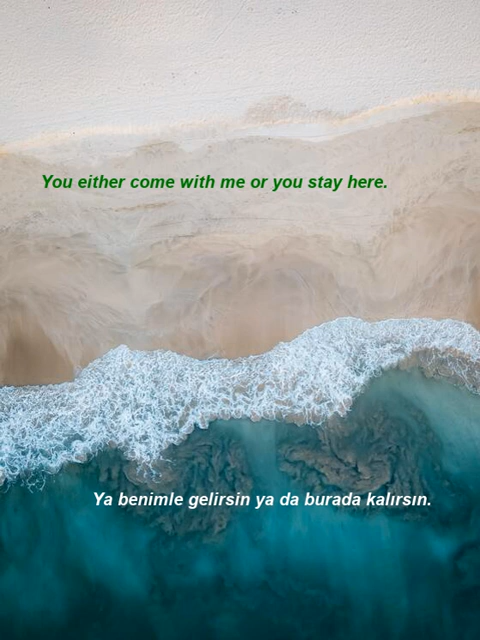 You either come with me or you stay here.
Ya benimle gelirsin ya da burada kalırsın.